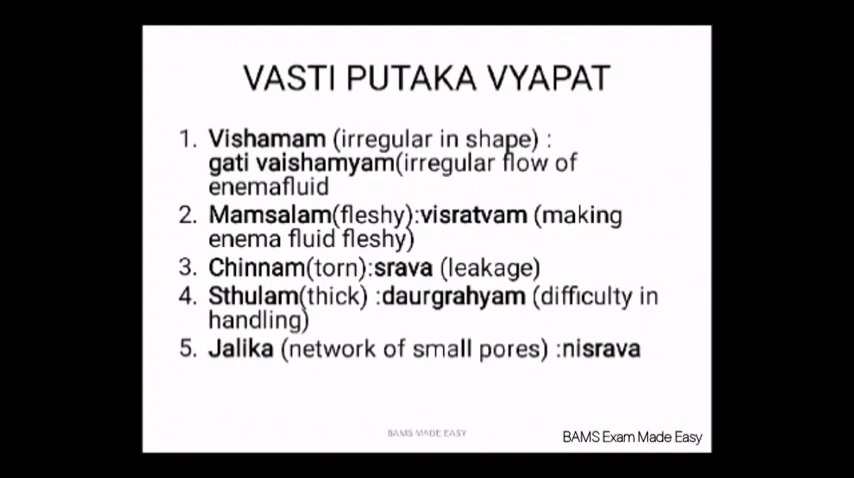 VASTI PUTAKA VYAPAT
1. Vishamam (irregular in shape) :
gati vaishamyam(irregular flow of
enemafluid
2. Mamsalam(fleshy):visratvam (making
enema fluid fleshy)
3. Chinnam(torn):srava (leakage)
4. Sthulam(thick) :daurgrahyam (difficulty in
handling)
5. Jalika (network of small pores) :nisrava
BAMS MADE EASY
BAMS Exam Made Easy